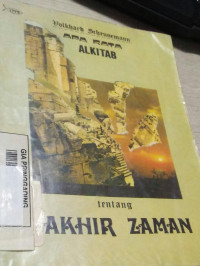 Volkhard Scheunemann
APA KATA
ALKITAB
tentang
AKHIR ZAMAN